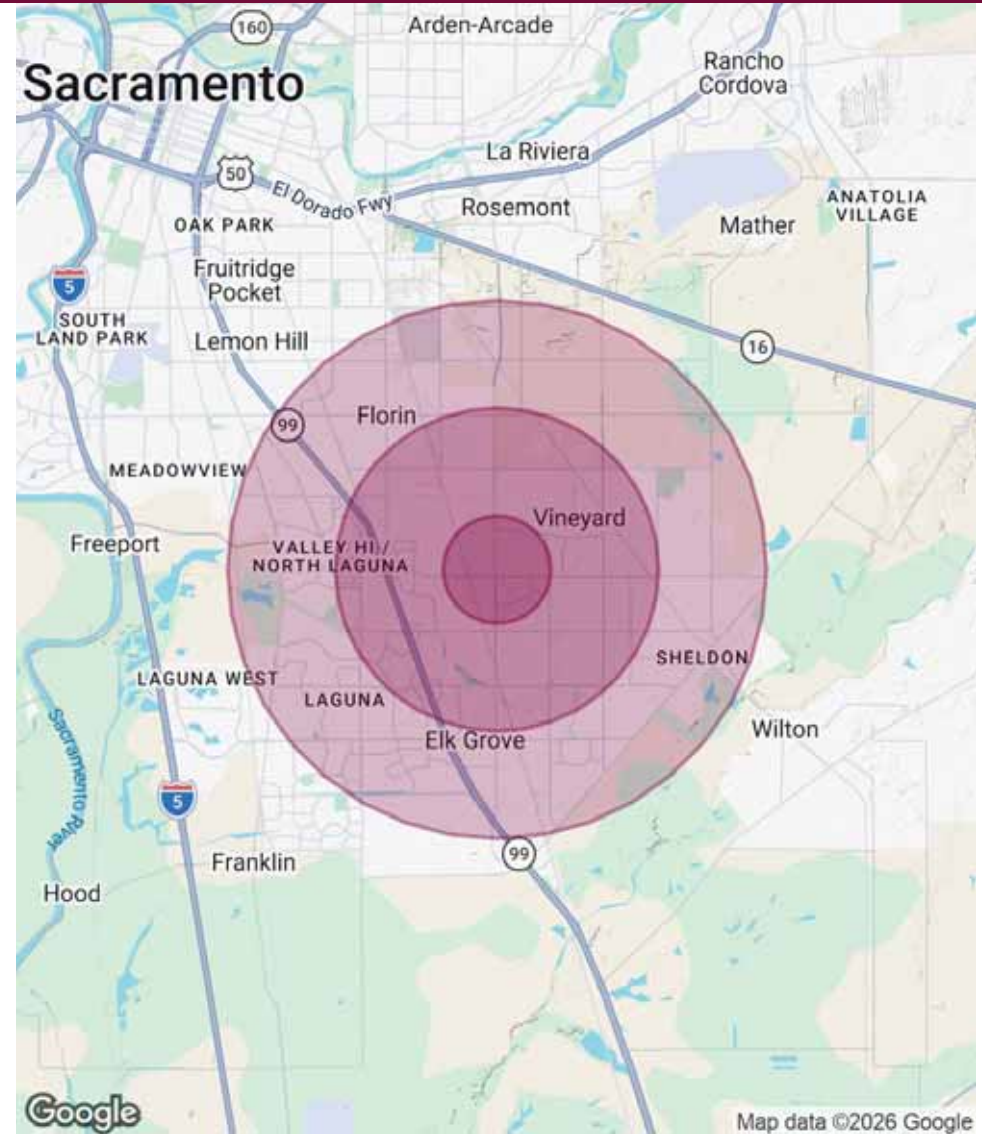 160
Arden-Arcade
Sacramento
Rancho
Cordova
La Riviera
50
El Dorado Fwy
Rosemont
ANATOLIA
VILLAGE
OAK PARK
Mather
Fruitridge
Pocket
5
SOUTH
LAND PARK
Lemon Hill
16
Florin
99
MEADOWVIEW
Vineyard
Freeport
VALLEY HI /
NORTH LAGUNA
SHELDON
LAGUNA WEST
LAGUNA
Wilton
Elk Grove
Sacramento River
5
99
Franklin
Hood
Google
Map data ©2026 Google